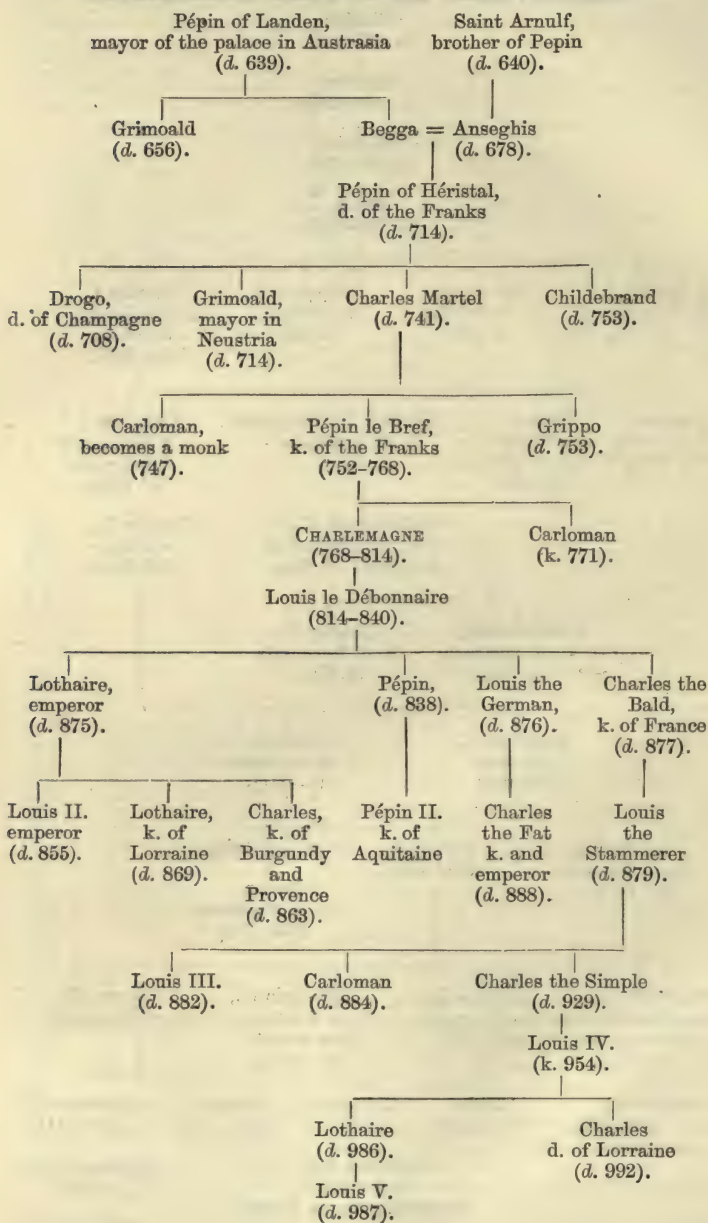 Pépin of Landen,
mayor of the palace in Austrasia
(d. 639).
Saint Arnulf,
brother of Pepin
(d. 640).
Grimoald
(d. 656).
Begga = Anseghis
(d. 678).
Pépin of Héristal,
d. of the Franks
(d. 714).
Drogo,
d. of Champagne
(d. 708).
Grimoald,
mayor in
Neustria
(d. 714).
Charles Martel
(d. 741).
Childebrand
(d. 753).
Carloman,
becomes a monk
(747).
Pépin le Bref,
k. of the Franks
(752–768).
Grippo
(d. 753).
CHARLEMAGNE
(768–814).
Carloman
(k. 771).
Louis le Débonnaire
(814–840).
Lothaire,
emperor
(d. 875).
Pépin,
(d. 838).
Louis the
German,
(d. 876).
Charles the
Bald,
k. of France
(d. 877).
Louis II.
emperor
(d. 855).
Lothaire,
k. of
Lorraine
(d. 869).
Charles,
k. of
Burgundy
and
Provence
(d. 863).
Pépin II.
k. of
Aquitaine
Charles
the Fat
k. and
emperor
(d. 888).
Louis
the
Stammerer
(d. 879).
Louis III.
(d. 882).
Carloman
(d. 884).
Charles the Simple
(d. 929).
Louis IV.
(k. 954).
Lothaire
(d. 986).
Charles
d. of Lorraine
(d. 992).
Louis V.
(d. 987).